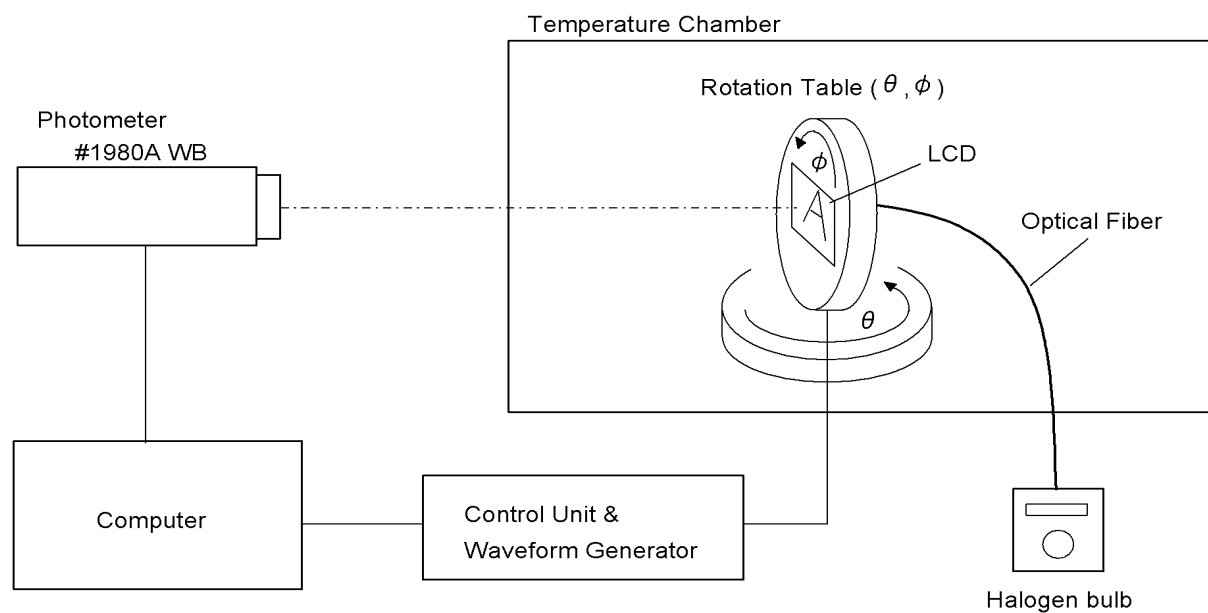 Temperature Chamber
Rotation Table ( θ , φ )
Photometer
#1980A WB
φ
LCD
A
Optical Fiber
θ
Computer
Control Unit &
Waveform Generator
Halogen bulb